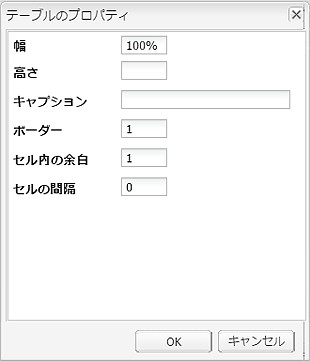 テーブルのプロパティ
幅 100%
高さ
キャプション
ボーダー 1
セル内の余白 1
セルの間隔 0
OK キャンセル